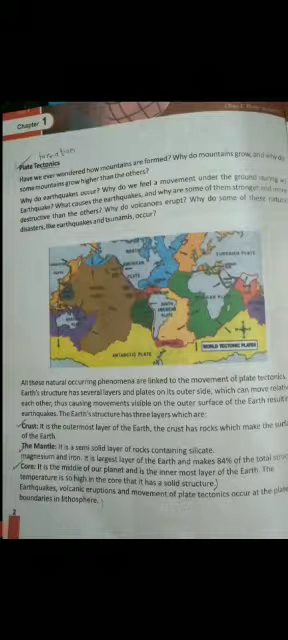 Chapter 1
Plate Tectonics
Have we ever wondered how mountains are formed? Why do mountains grow, and why do
some mountains grow higher than the others?
Why do earthquakes occur? Why do we feel a movement under the ground during an
Earthquake? What causes the earthquakes, and why are some of them stronger and more
destructive than the others? Why do volcanoes erupt? Why do some of these natural
disasters, like earthquakes and tsunamis, occur?
EURASIAN PLATE
NORTH
AMERICAN
PLATE
SOUTH
AMERICAN
PLATE
ANTARCTIC PLATE
WORLD TECTONIC PLATES
All these natural occurring phenomena are linked to the movement of plate tectonics.
Earth's structure has several layers and plates on its outer side, which can move relati
each other, thus causing movements visible on the outer surface of the Earth resulti
earthquakes. The Earth's structure has three layers which are:
Crust: It is the outermost layer of the Earth, the crust has rocks which make the surfa
of the Earth.
The Mantle: It is a semi solid layer of rocks containing silicate.
magnesium and iron. It is largest layer of the Earth and makes 84% of the total struc
Core: It is the middle of our planet and is the inner most layer of the Earth. The
temperature is so high in the core that it has a solid structure.
Earthquakes, volcanic eruptions and movement of plate tectonics occur at the plate
boundaries in lithosphere.
2